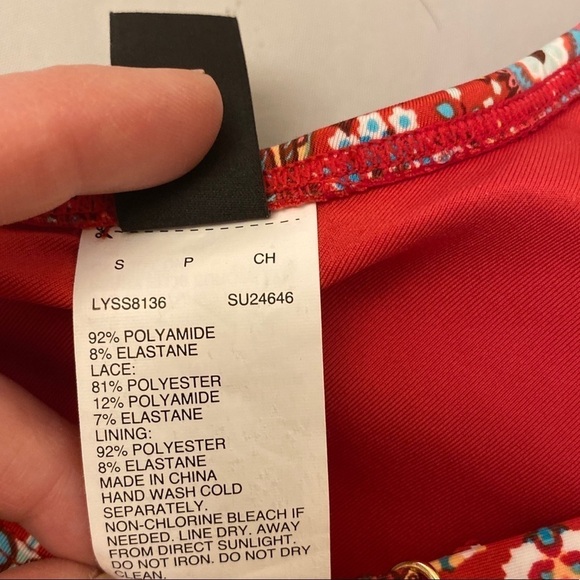 S P CH
LYSS8136 SU24646
92% POLYAMIDE
8% ELASTANE
LACE:
81% POLYESTER
12% POLYAMIDE
7% ELASTANE
LINING:
92% POLYESTER
8% ELASTANE
MADE IN CHINA
HAND WASH COLD
SEPARATELY.
NON-CHLORINE BLEACH IF
NEEDED. LINE DRY. AWAY
FROM DIRECT SUNLIGHT.
DO NOT IRON. DO NOT DRY
CLEAN.